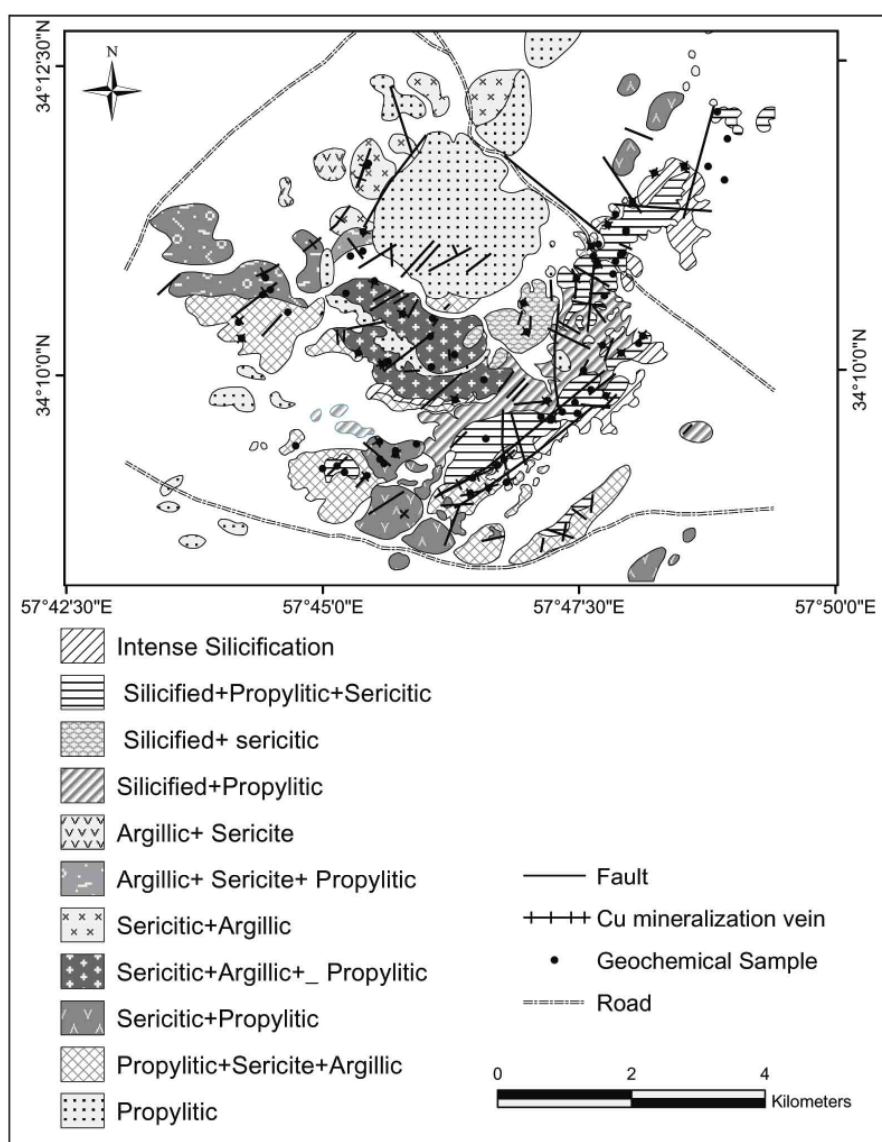 N
34°12'30"N
34°10'0"N
34°10'0"N
57°42'30"E 57°45'0"E 57°47'30"E 57°50'0"E
Intense Silicification
Silicified+Propylitic+Sericitic
Silicified+ sericitic
Silicified+Propylitic
Argillic+ Sericite
Argillic+ Sericite+ Propylitic
Sericitic+Argillic
Sericitic+Argillic+_ Propylitic
Sericitic+Propylitic
Propylitic+Sericite+Argillic
Propylitic
Fault
Cu mineralization vein
Geochemical Sample
Road
0 2 4
Kilometers